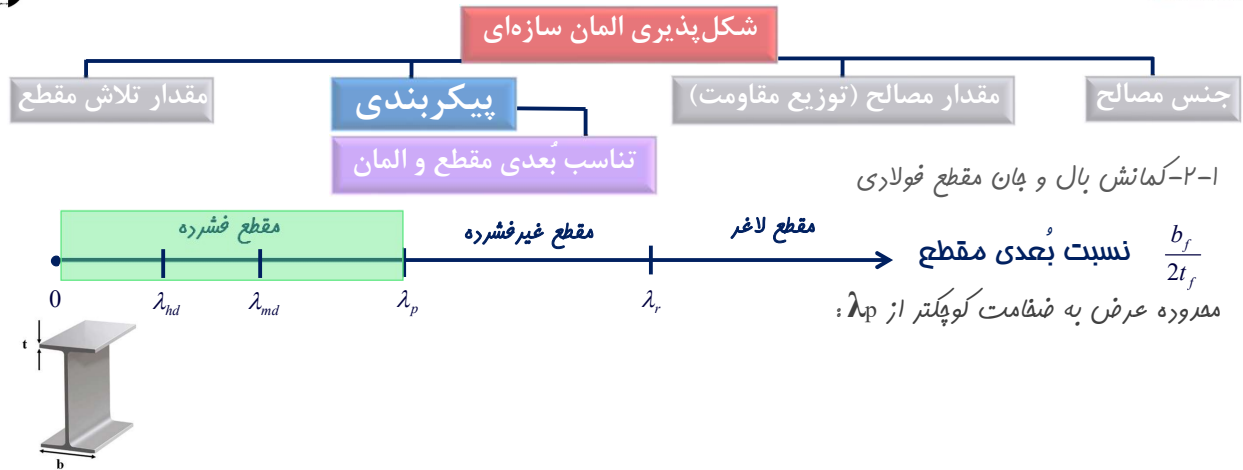 شکل‌پذیری المان سازه‌ای
جنس مصالح
مقدار مصالح (توزیع مقاومت)
پیکربندی
مقدار تلاش مقطع
تناسب بُعدی مقطع و المان
۲-۱-کمانش بال و جان مقطع فولادی
مقطع فشرده
مقطع غیرفشرده
مقطع لاغر
نسبت بُعدی مقطع b_f / 2t_f
0 λ_hd λ_md λ_p λ_r
محدوده عرض به ضخامت کوچکتر از λp :
t
b